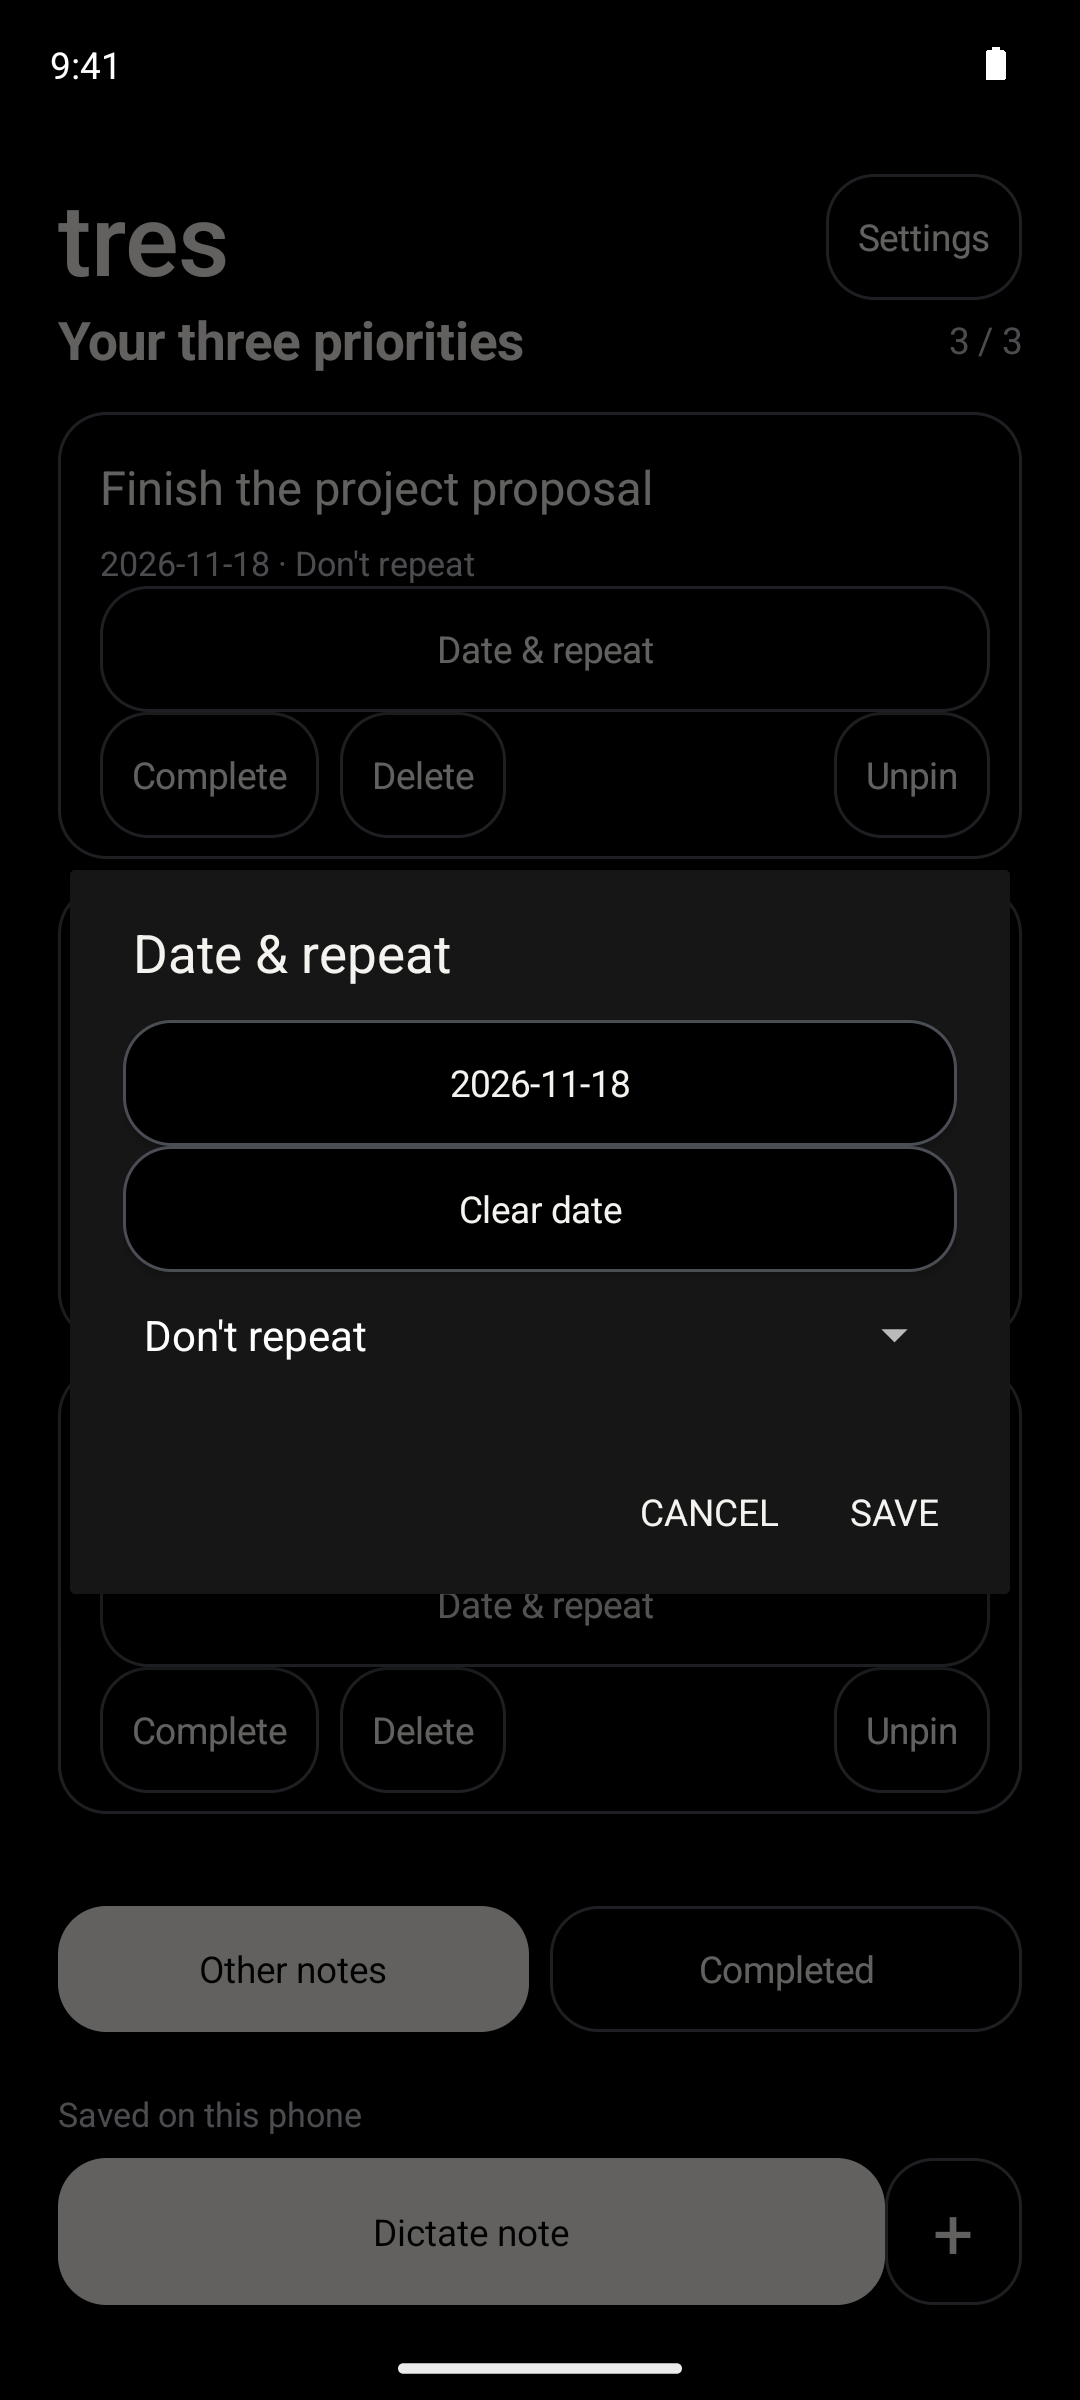 9:41
tres
Settings
Your three priorities
3 / 3
Finish the project proposal
2026-11-18 · Don't repeat
Date & repeat
Complete
Delete
Unpin
Date & repeat
2026-11-18
Clear date
Don't repeat
CANCEL
SAVE
Date & repeat
Complete
Delete
Unpin
Other notes
Completed
Saved on this phone
Dictate note
+